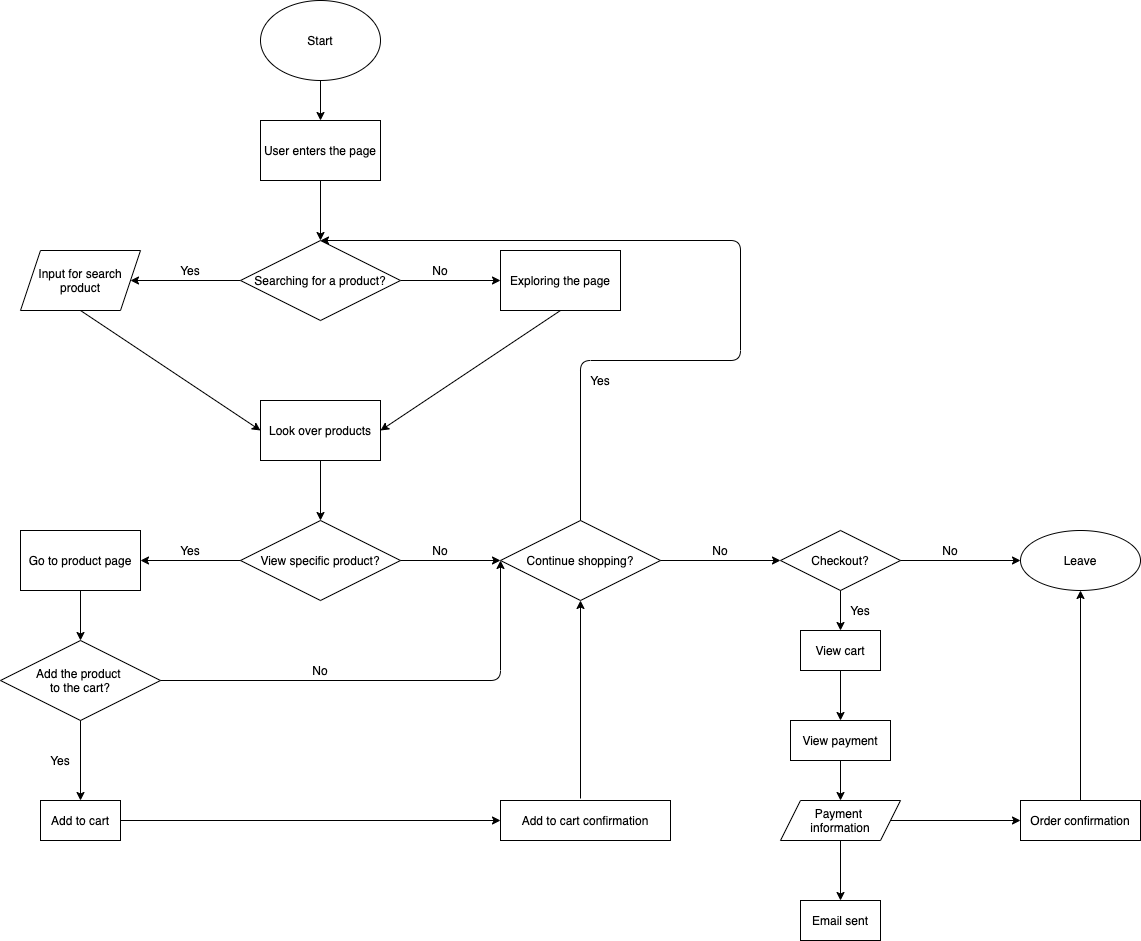 Start
User enters the page
Input for search
product
Yes
Searching for a product?
No
Exploring the page
Yes
Look over products
Go to product page
Yes
View specific product?
No
Continue shopping?
No
Checkout?
No
Leave
Yes
View cart
Add the product
to the cart?
No
View payment
Yes
Add to cart
Add to cart confirmation
Payment
information
Order confirmation
Email sent